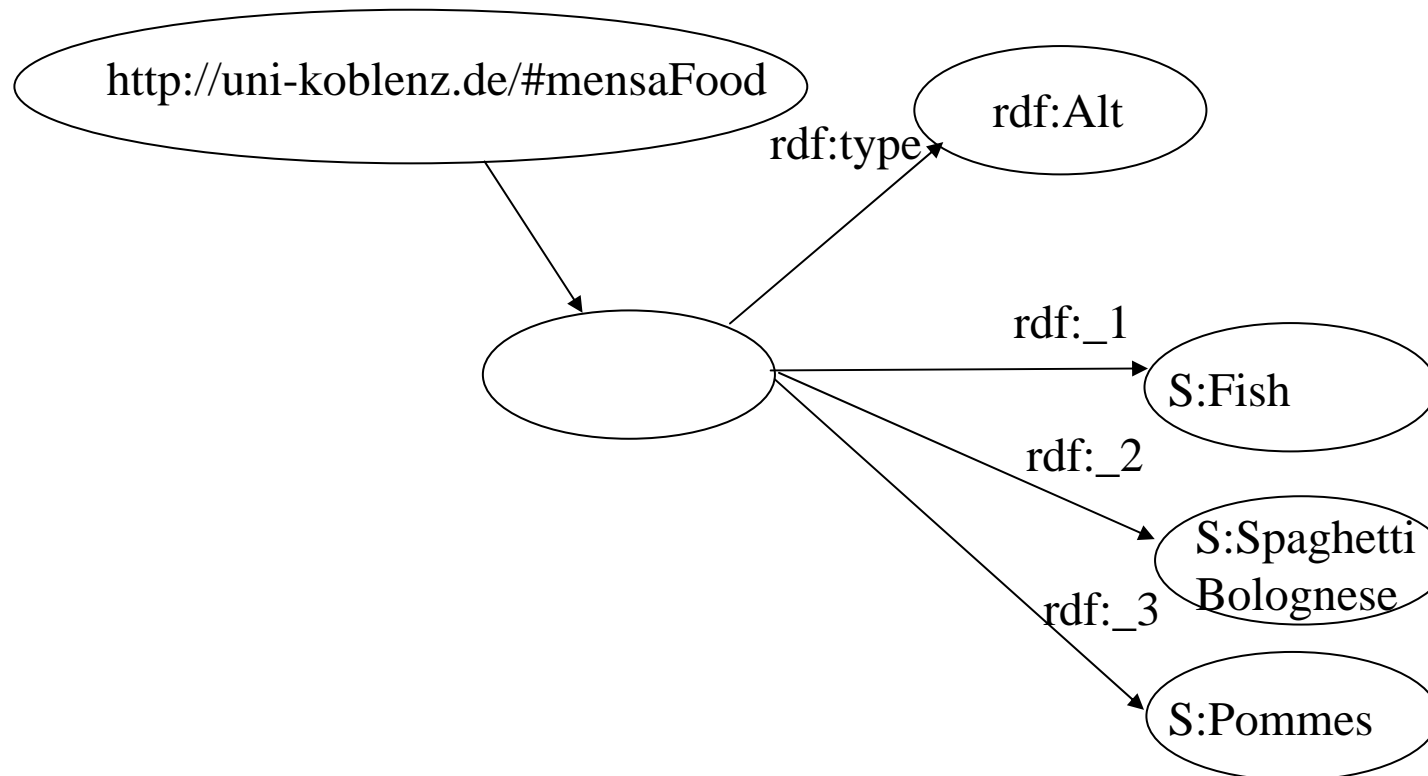 http://uni-koblenz.de/#mensaFood
rdf:Alt
rdf:type
rdf:_1
S:Fish
rdf:_2
S:Spaghetti
Bolognese
rdf:_3
S:Pommes